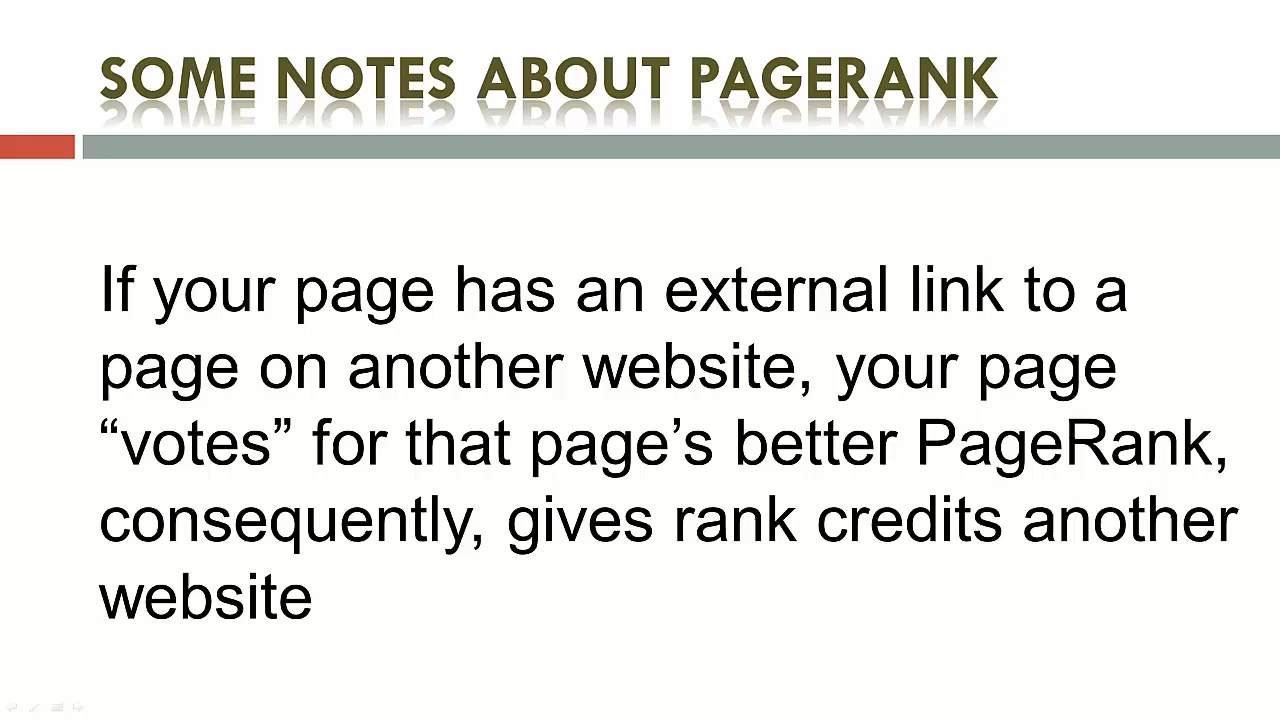 SOME NOTES ABOUT PAGERANK
If your page has an external link to a
page on another website, your page
“votes” for that page’s better PageRank,
consequently, gives rank credits another
website